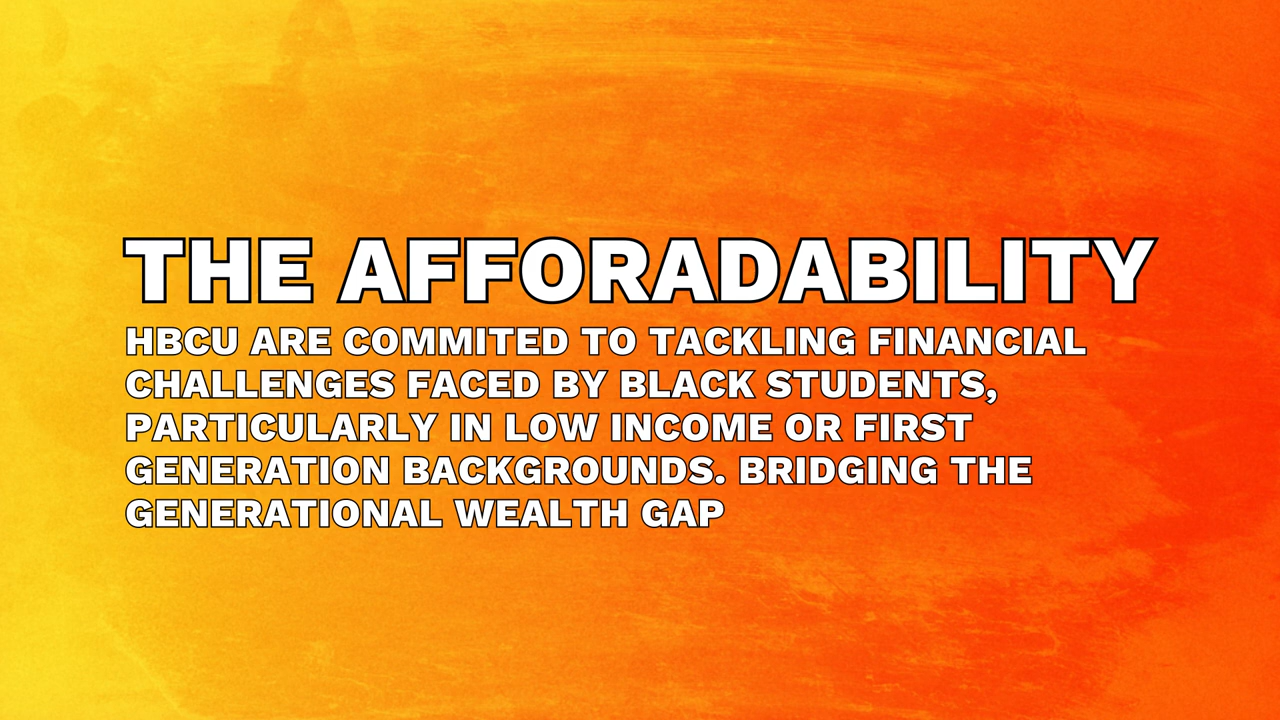 THE AFFORADABILITY
HBCU ARE COMMITED TO TACKLING FINANCIAL
CHALLENGES FACED BY BLACK STUDENTS,
PARTICULARLY IN LOW INCOME OR FIRST
GENERATION BACKGROUNDS. BRIDGING THE
GENERATIONAL WEALTH GAP